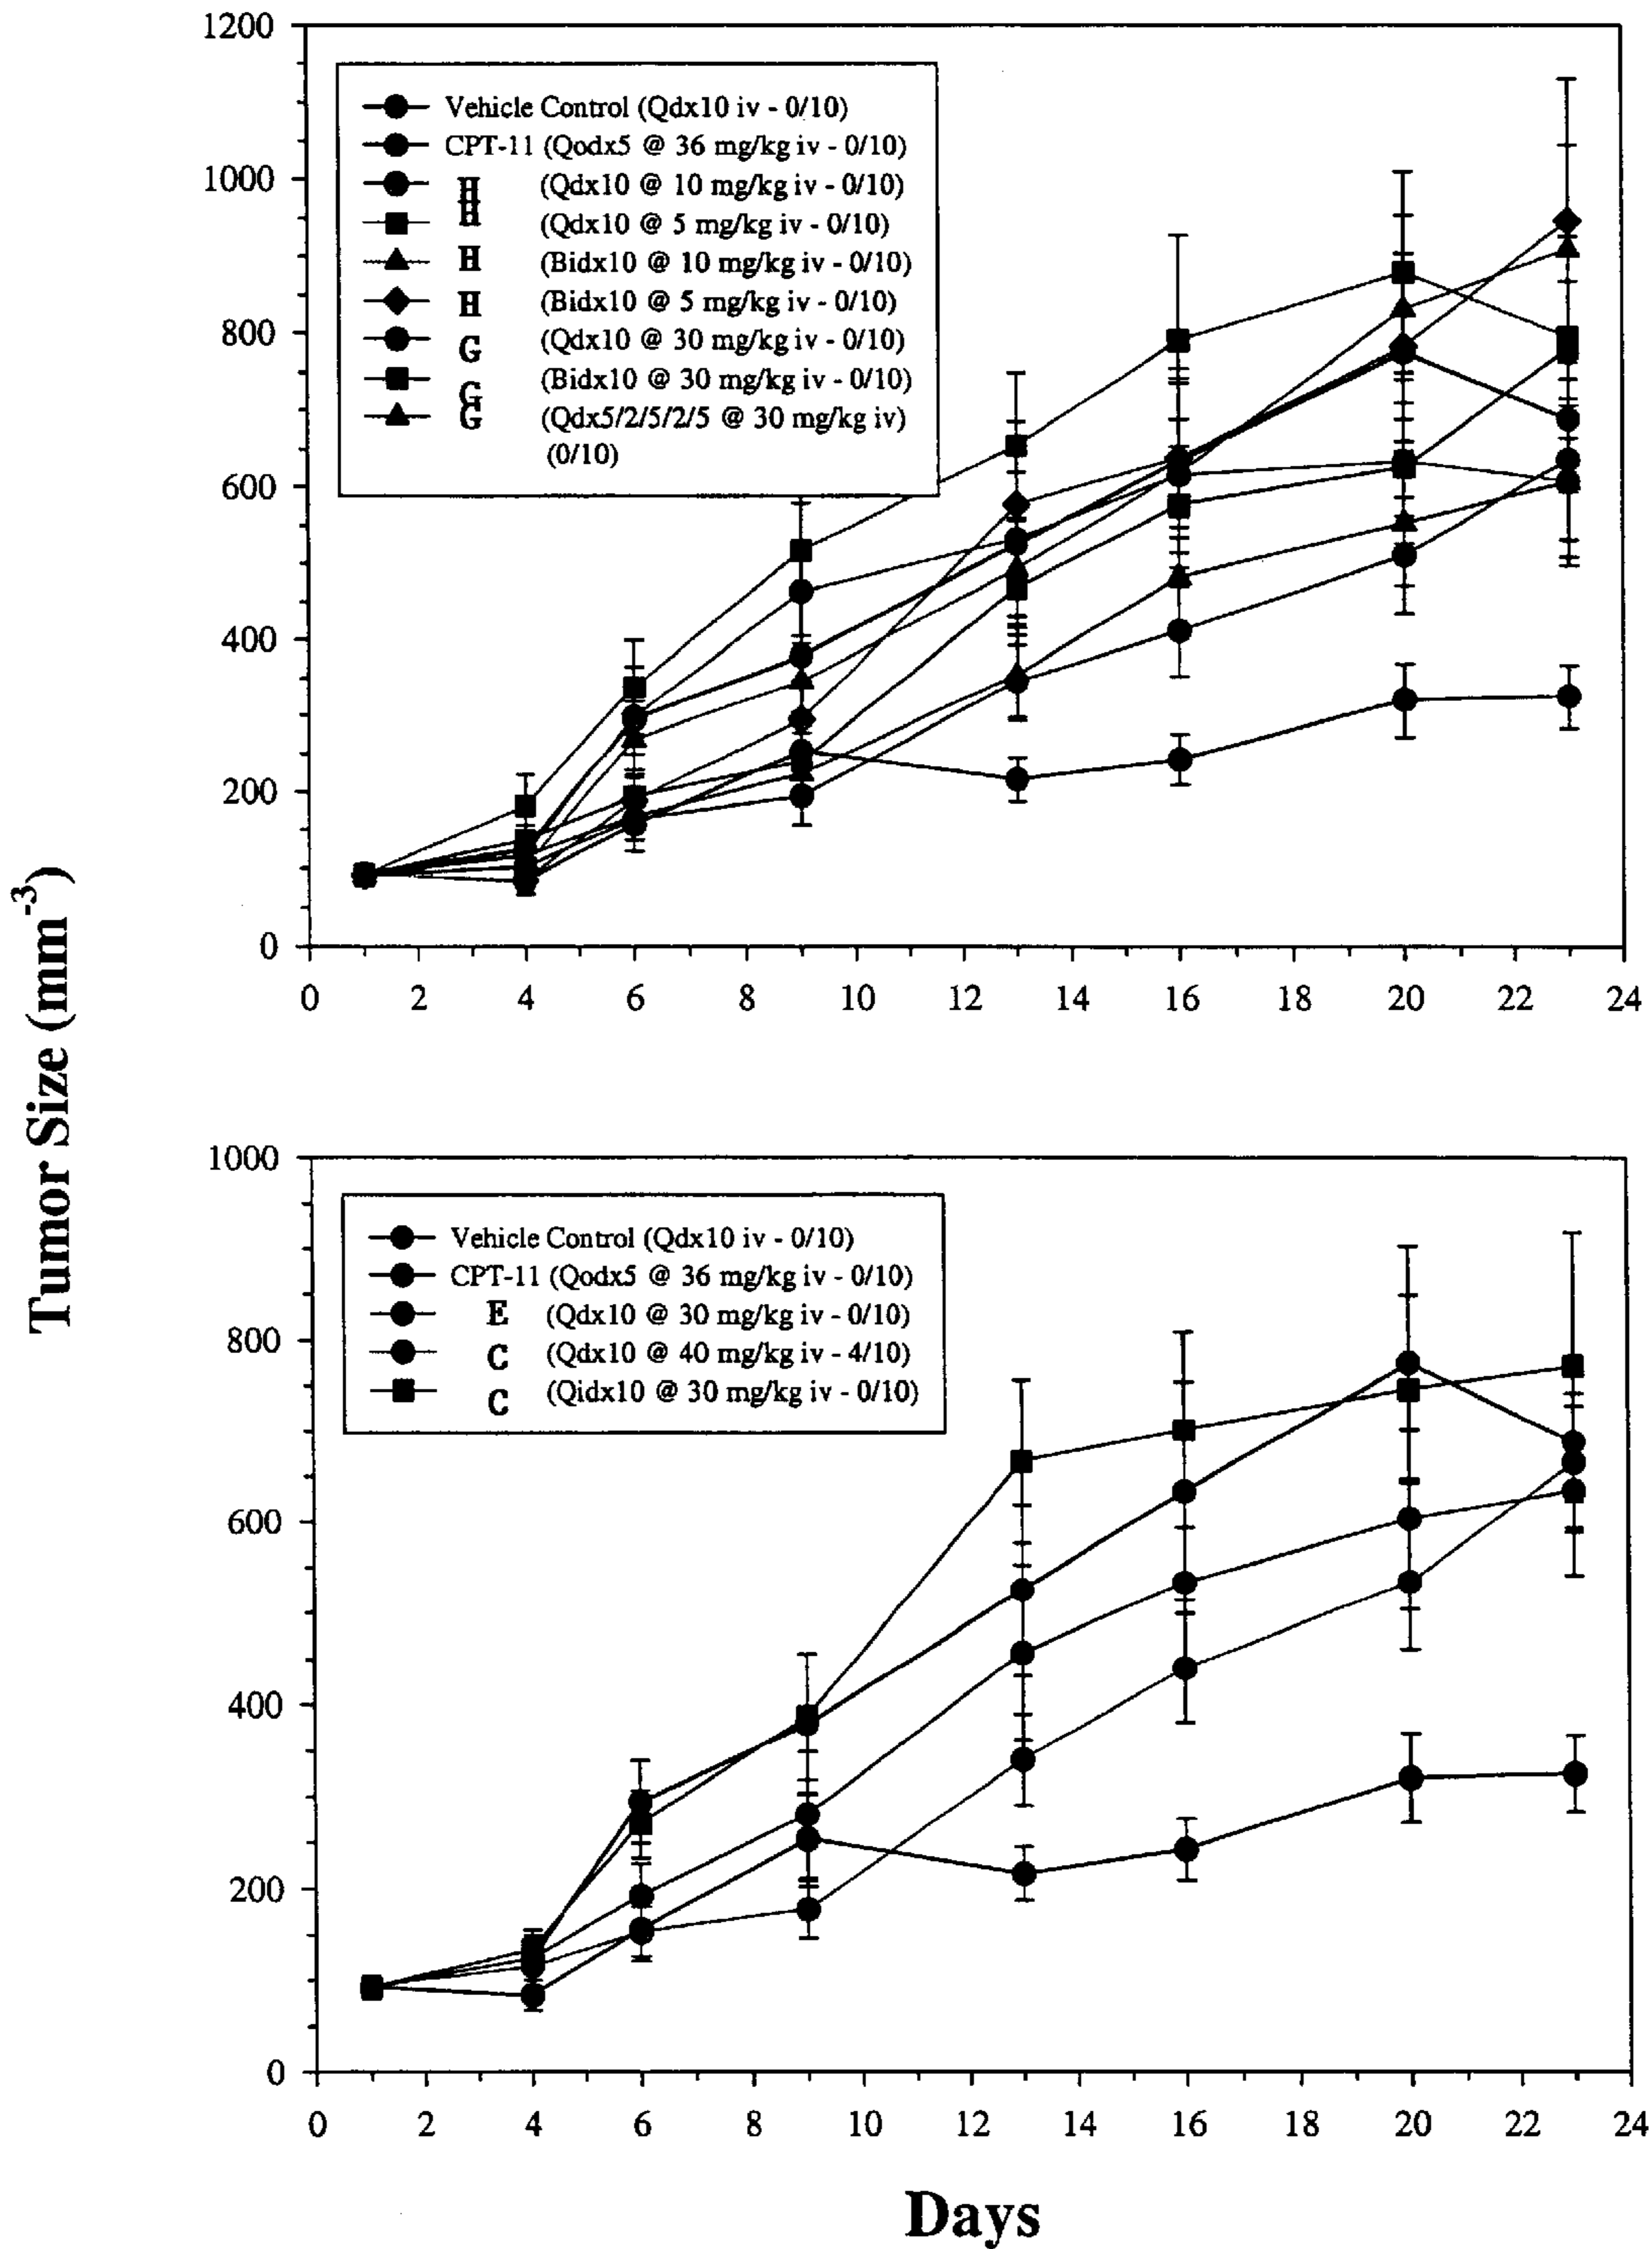 Tumor Size (mm-3)
1200
1000
800
600
400
200
0
Vehicle Control (Qdx10 iv - 0/10)
CPT-11 (Qodx5 @ 36 mg/kg iv - 0/10)
H (Qdx10 @ 10 mg/kg iv - 0/10)
H (Qdx10 @ 5 mg/kg iv - 0/10)
H (Bidx10 @ 10 mg/kg iv - 0/10)
H (Bidx10 @ 5 mg/kg iv - 0/10)
G (Qdx10 @ 30 mg/kg iv - 0/10)
G (Bidx10 @ 30 mg/kg iv - 0/10)
G (Qdx5/2/5/2/5 @ 30 mg/kg iv)
(0/10)
0 2 4 6 8 10 12 14 16 18 20 22 24
1000
800
600
400
200
0
Vehicle Control (Qdx10 iv - 0/10)
CPT-11 (Qodx5 @ 36 mg/kg iv - 0/10)
E (Qdx10 @ 30 mg/kg iv - 0/10)
C (Qdx10 @ 40 mg/kg iv - 4/10)
C (Qidx10 @ 30 mg/kg iv - 0/10)
0 2 4 6 8 10 12 14 16 18 20 22 24
Days